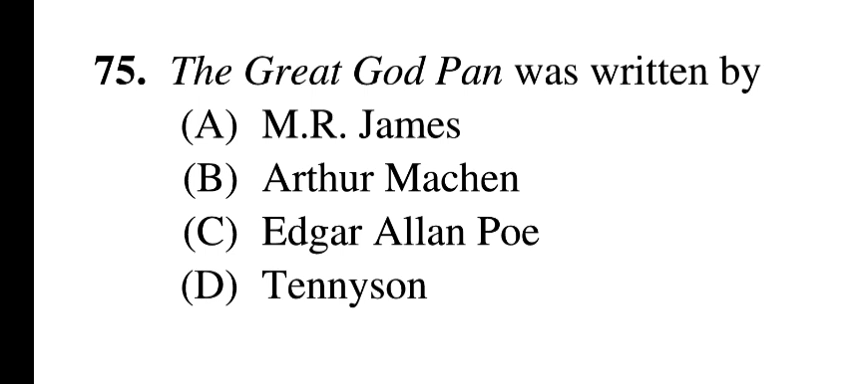 75. The Great God Pan was written by
(A) M.R. James
(B) Arthur Machen
(C) Edgar Allan Poe
(D) Tennyson